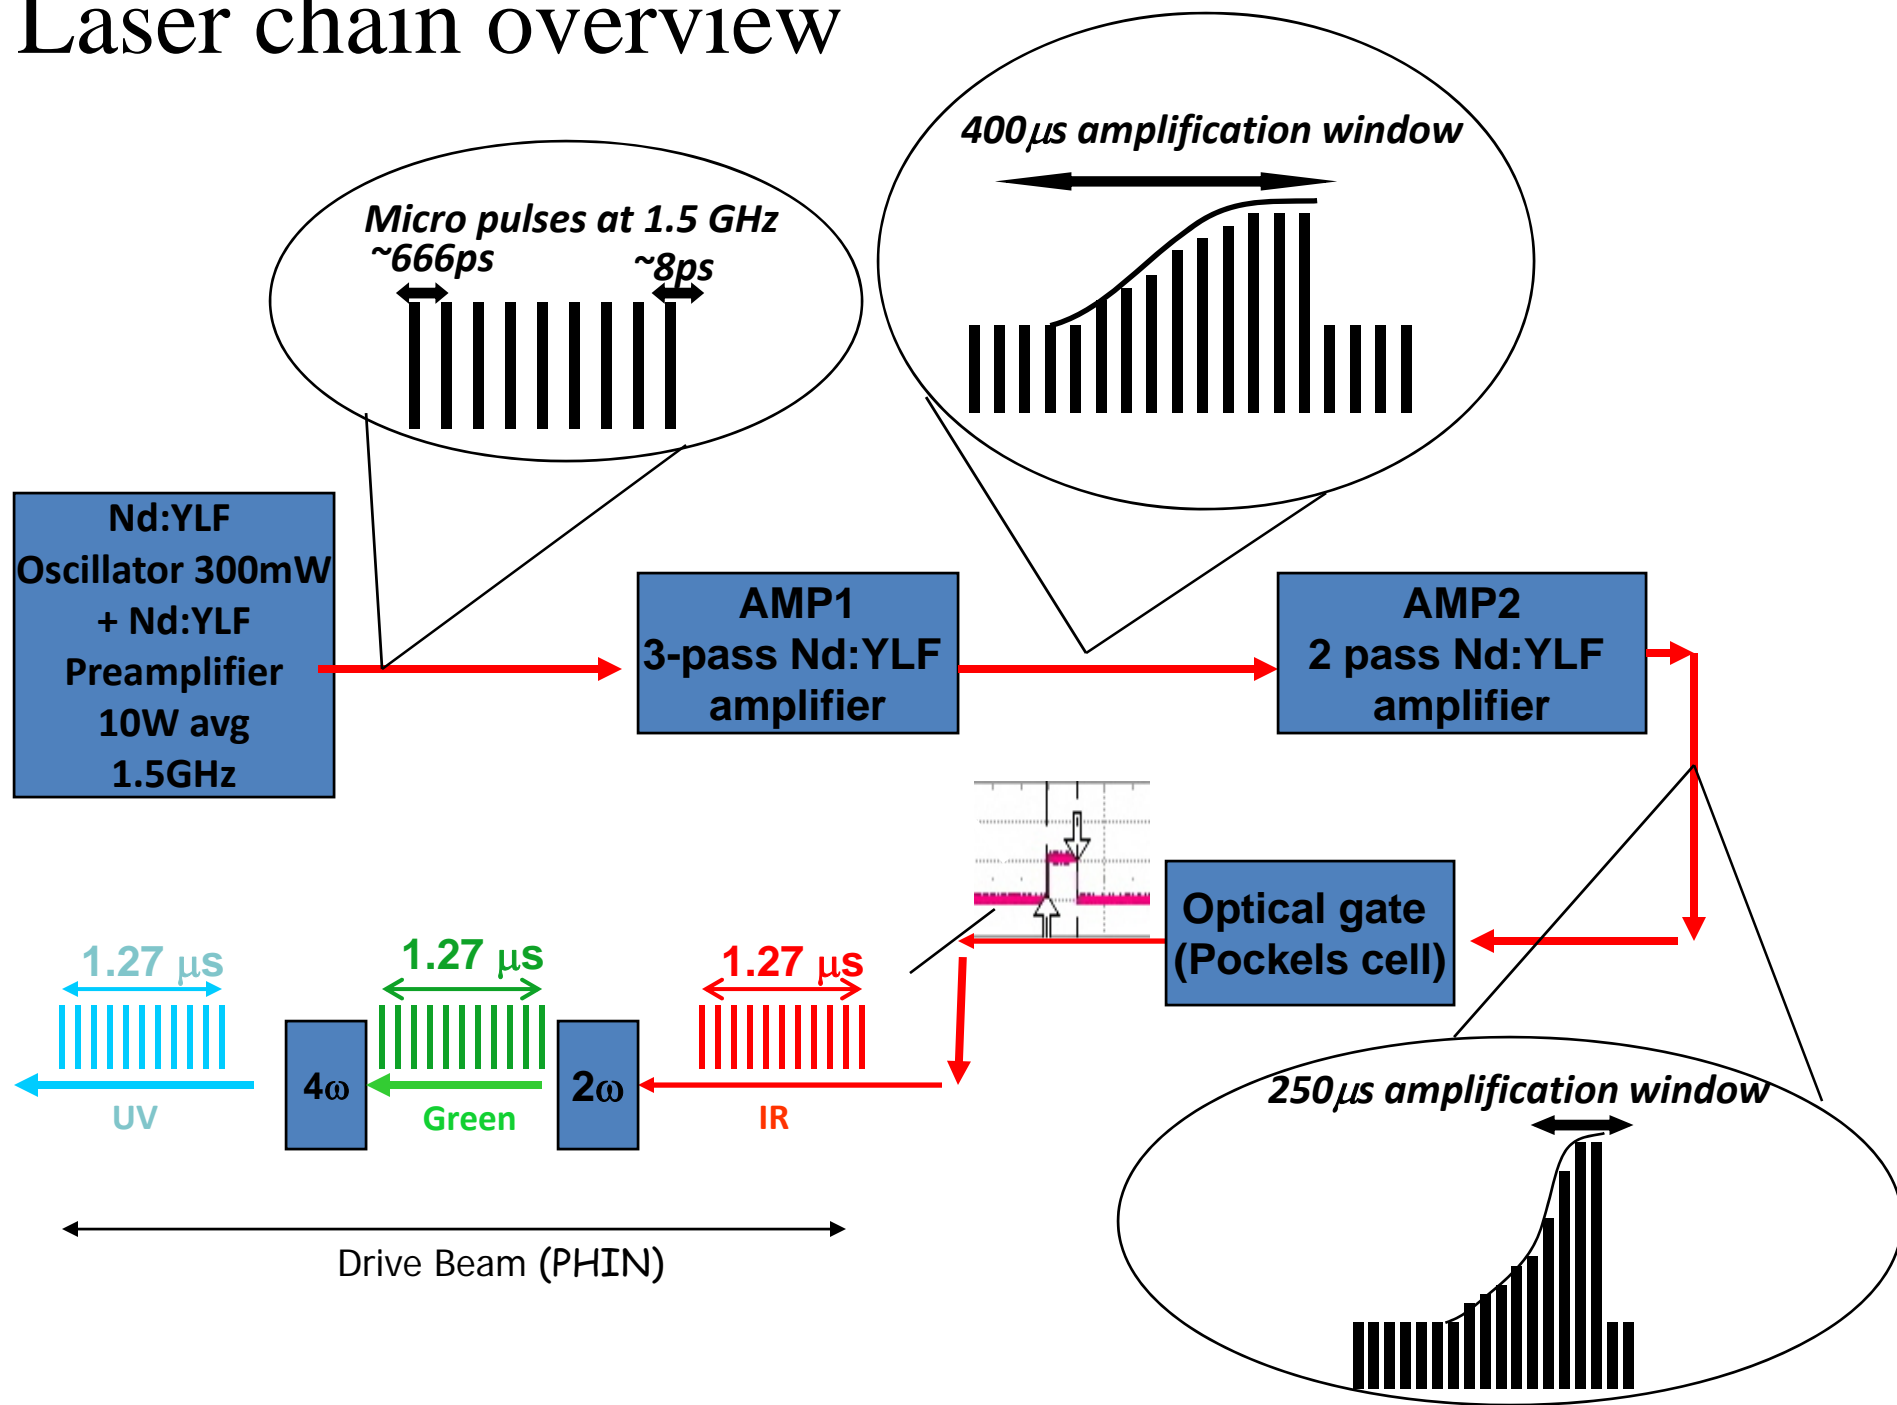 Laser chain overview
400μs amplification window
Micro pulses at 1.5 GHz
~666ps
~8ps
Nd:YLF
Oscillator 300mW
+ Nd:YLF
Preamplifier
10W avg
1.5GHz
AMP1
3-pass Nd:YLF
amplifier
AMP2
2 pass Nd:YLF
amplifier
Optical gate
(Pockels cell)
1.27 μs
1.27 μs
1.27 μs
4ω
2ω
UV
Green
IR
250μs amplification window
Drive Beam (PHIN)